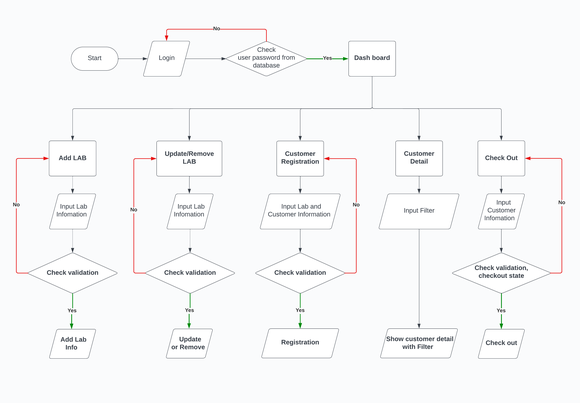 No
Start
Login
Check
user password from
database
Yes
Dash board
Add LAB
Update/Remove
LAB
Customer
Registration
Customer
Detail
Check Out
No
Input Lab
Infomation
No
Input Lab
Infomation
Input Lab and
Customer Information
No
Input Filter
Input
Customer
Infomation
No
Check validation
Check validation
Check validation
Check validation,
checkout state
Yes
Yes
Yes
Yes
Add Lab
Info
Update
or Remove
Registration
Show customer detail
with Filter
Check out